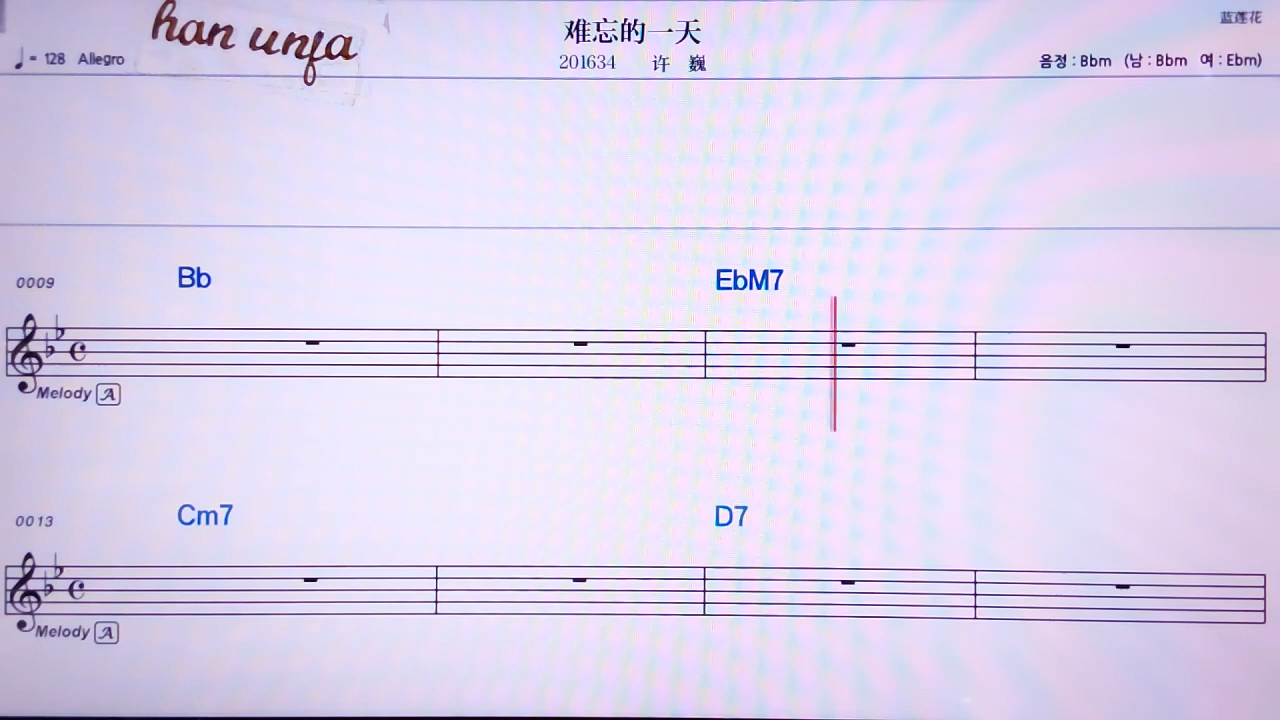 han unfa
难忘的一天
蓝莲花
♩= 128 Allegro
201634 许 巍
음정 : Bbm (남 : Bbm 여 : Ebm)
0009
Bb EbM7
Melody A
0013
Cm7 D7
Melody A